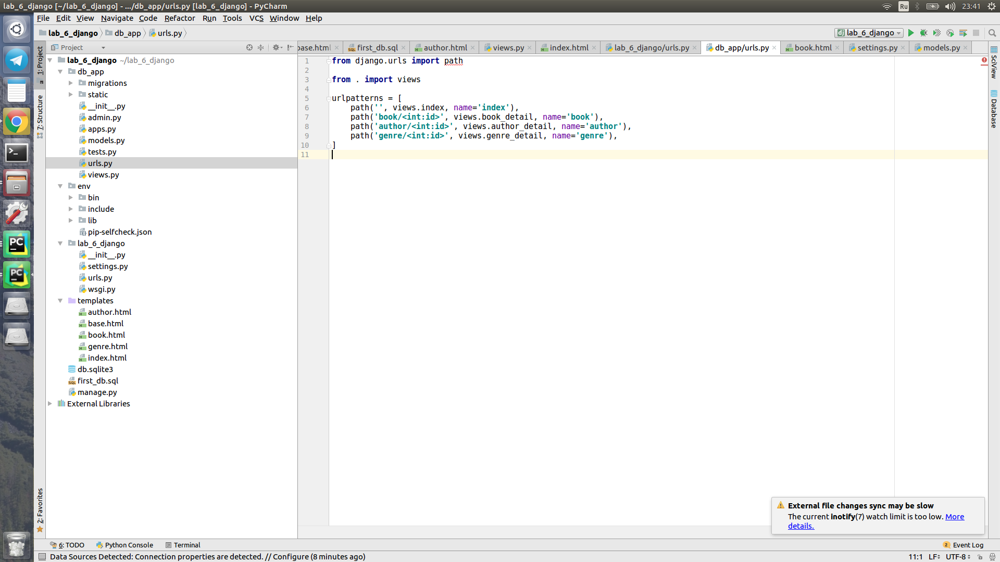 lab_6_django [~/lab_6_django] - .../db_app/urls.py [lab_6_django] - PyCharm
Ru
23:41
File Edit View Navigate Code Refactor Run Tools VCS Window Help
lab_6_django db_app urls.py
lab_6_django
Project
base.html first_db.sql author.html views.py index.html lab_6_django/urls.py db_app/urls.py book.html settings.py models.py
1: Project
7: Structure
2: Favorites
lab_6_django ~/lab_6_django
db_app
migrations
static
__init__.py
admin.py
apps.py
models.py
tests.py
urls.py
views.py
env
bin
include
lib
pip-selfcheck.json
lab_6_django
__init__.py
settings.py
urls.py
wsgi.py
templates
author.html
base.html
book.html
genre.html
index.html
db.sqlite3
first_db.sql
manage.py
External Libraries
1 from django.urls import path
2
3 from . import views
4
5 urlpatterns = [
6 path('', views.index, name='index'),
7 path('book/<int:id>', views.book_detail, name='book'),
8 path('author/<int:id>', views.author_detail, name='author'),
9 path('genre/<int:id>', views.genre_detail, name='genre'),
10 ]
11
SciView
Database
External file changes sync may be slow
The current inotify(7) watch limit is too low. More
details.
6: TODO Python Console Terminal
2 Event Log
Data Sources Detected: Connection properties are detected. // Configure (8 minutes ago)
11:1 LF UTF-8